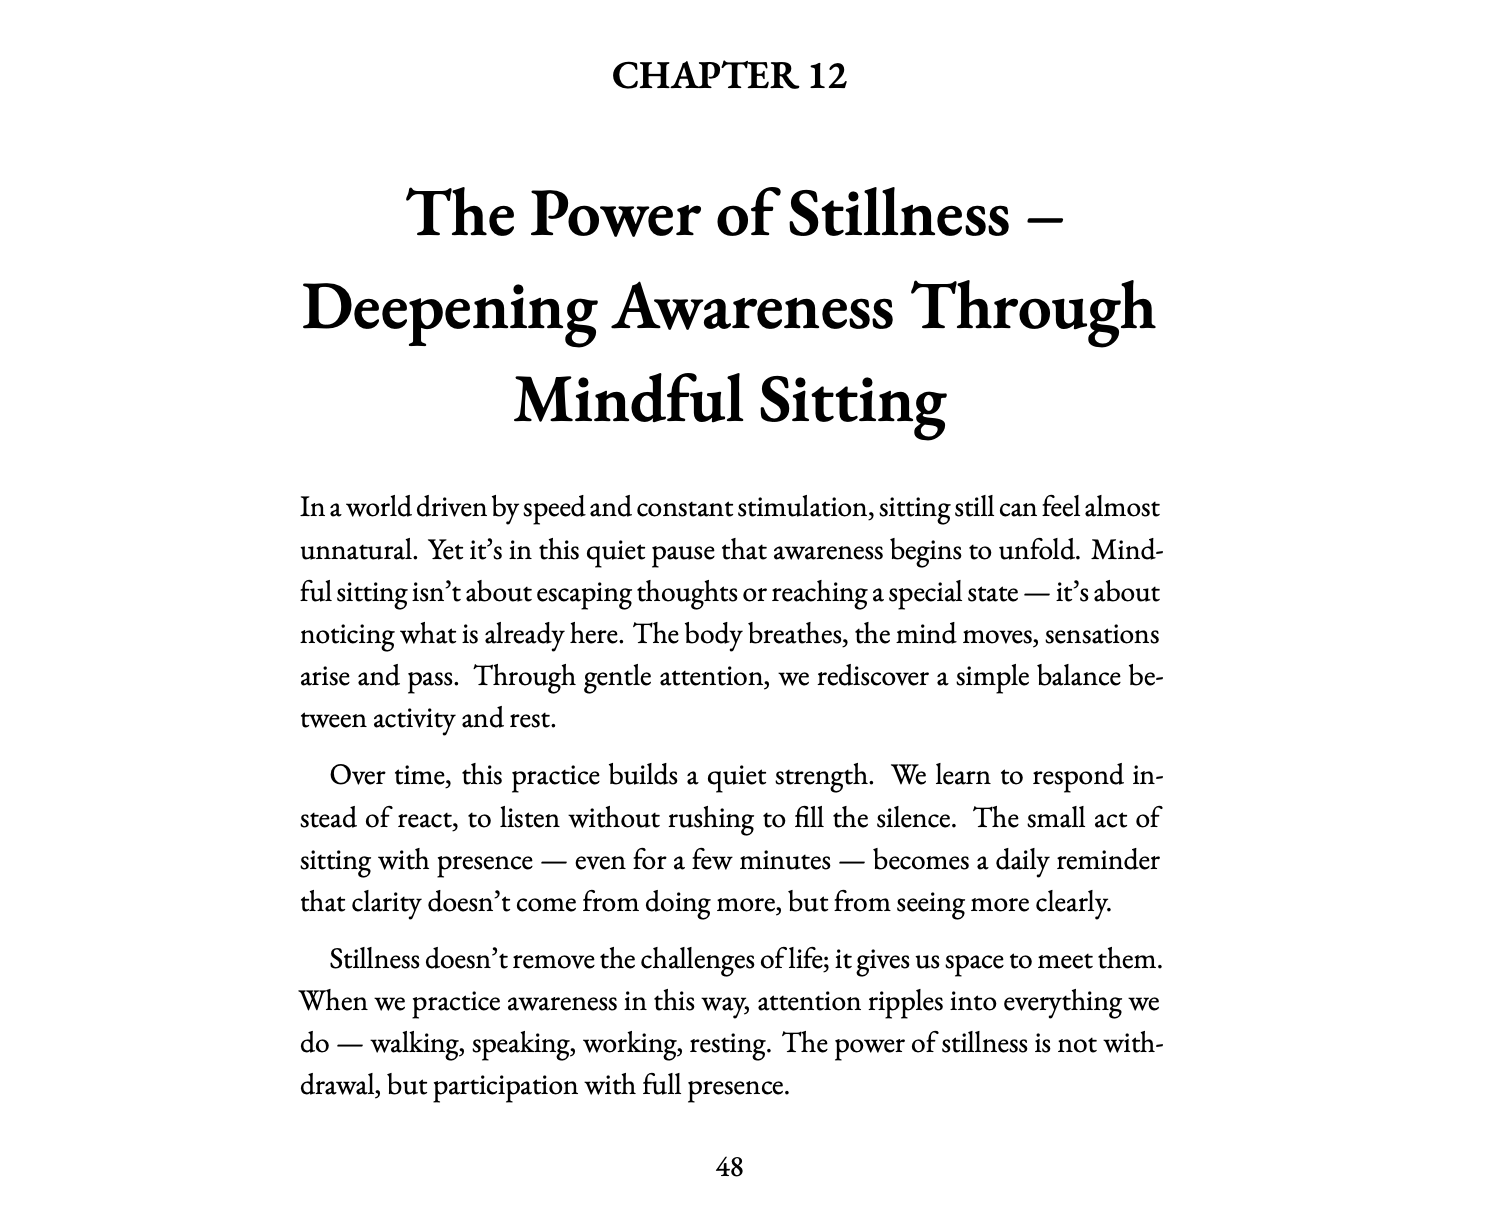 CHAPTER 12
The Power of Stillness –
Deepening Awareness Through
Mindful Sitting
In a world driven by speed and constant stimulation, sitting still can feel almost
unnatural. Yet it’s in this quiet pause that awareness begins to unfold. Mind-
ful sitting isn’t about escaping thoughts or reaching a special state — it’s about
noticing what is already here. The body breathes, the mind moves, sensations
arise and pass. Through gentle attention, we rediscover a simple balance be-
tween activity and rest.
Over time, this practice builds a quiet strength. We learn to respond in-
stead of react, to listen without rushing to fill the silence. The small act of
sitting with presence — even for a few minutes — becomes a daily reminder
that clarity doesn’t come from doing more, but from seeing more clearly.
Stillness doesn’t remove the challenges of life; it gives us space to meet them.
When we practice awareness in this way, attention ripples into everything we
do — walking, speaking, working, resting. The power of stillness is not with-
drawal, but participation with full presence.
48